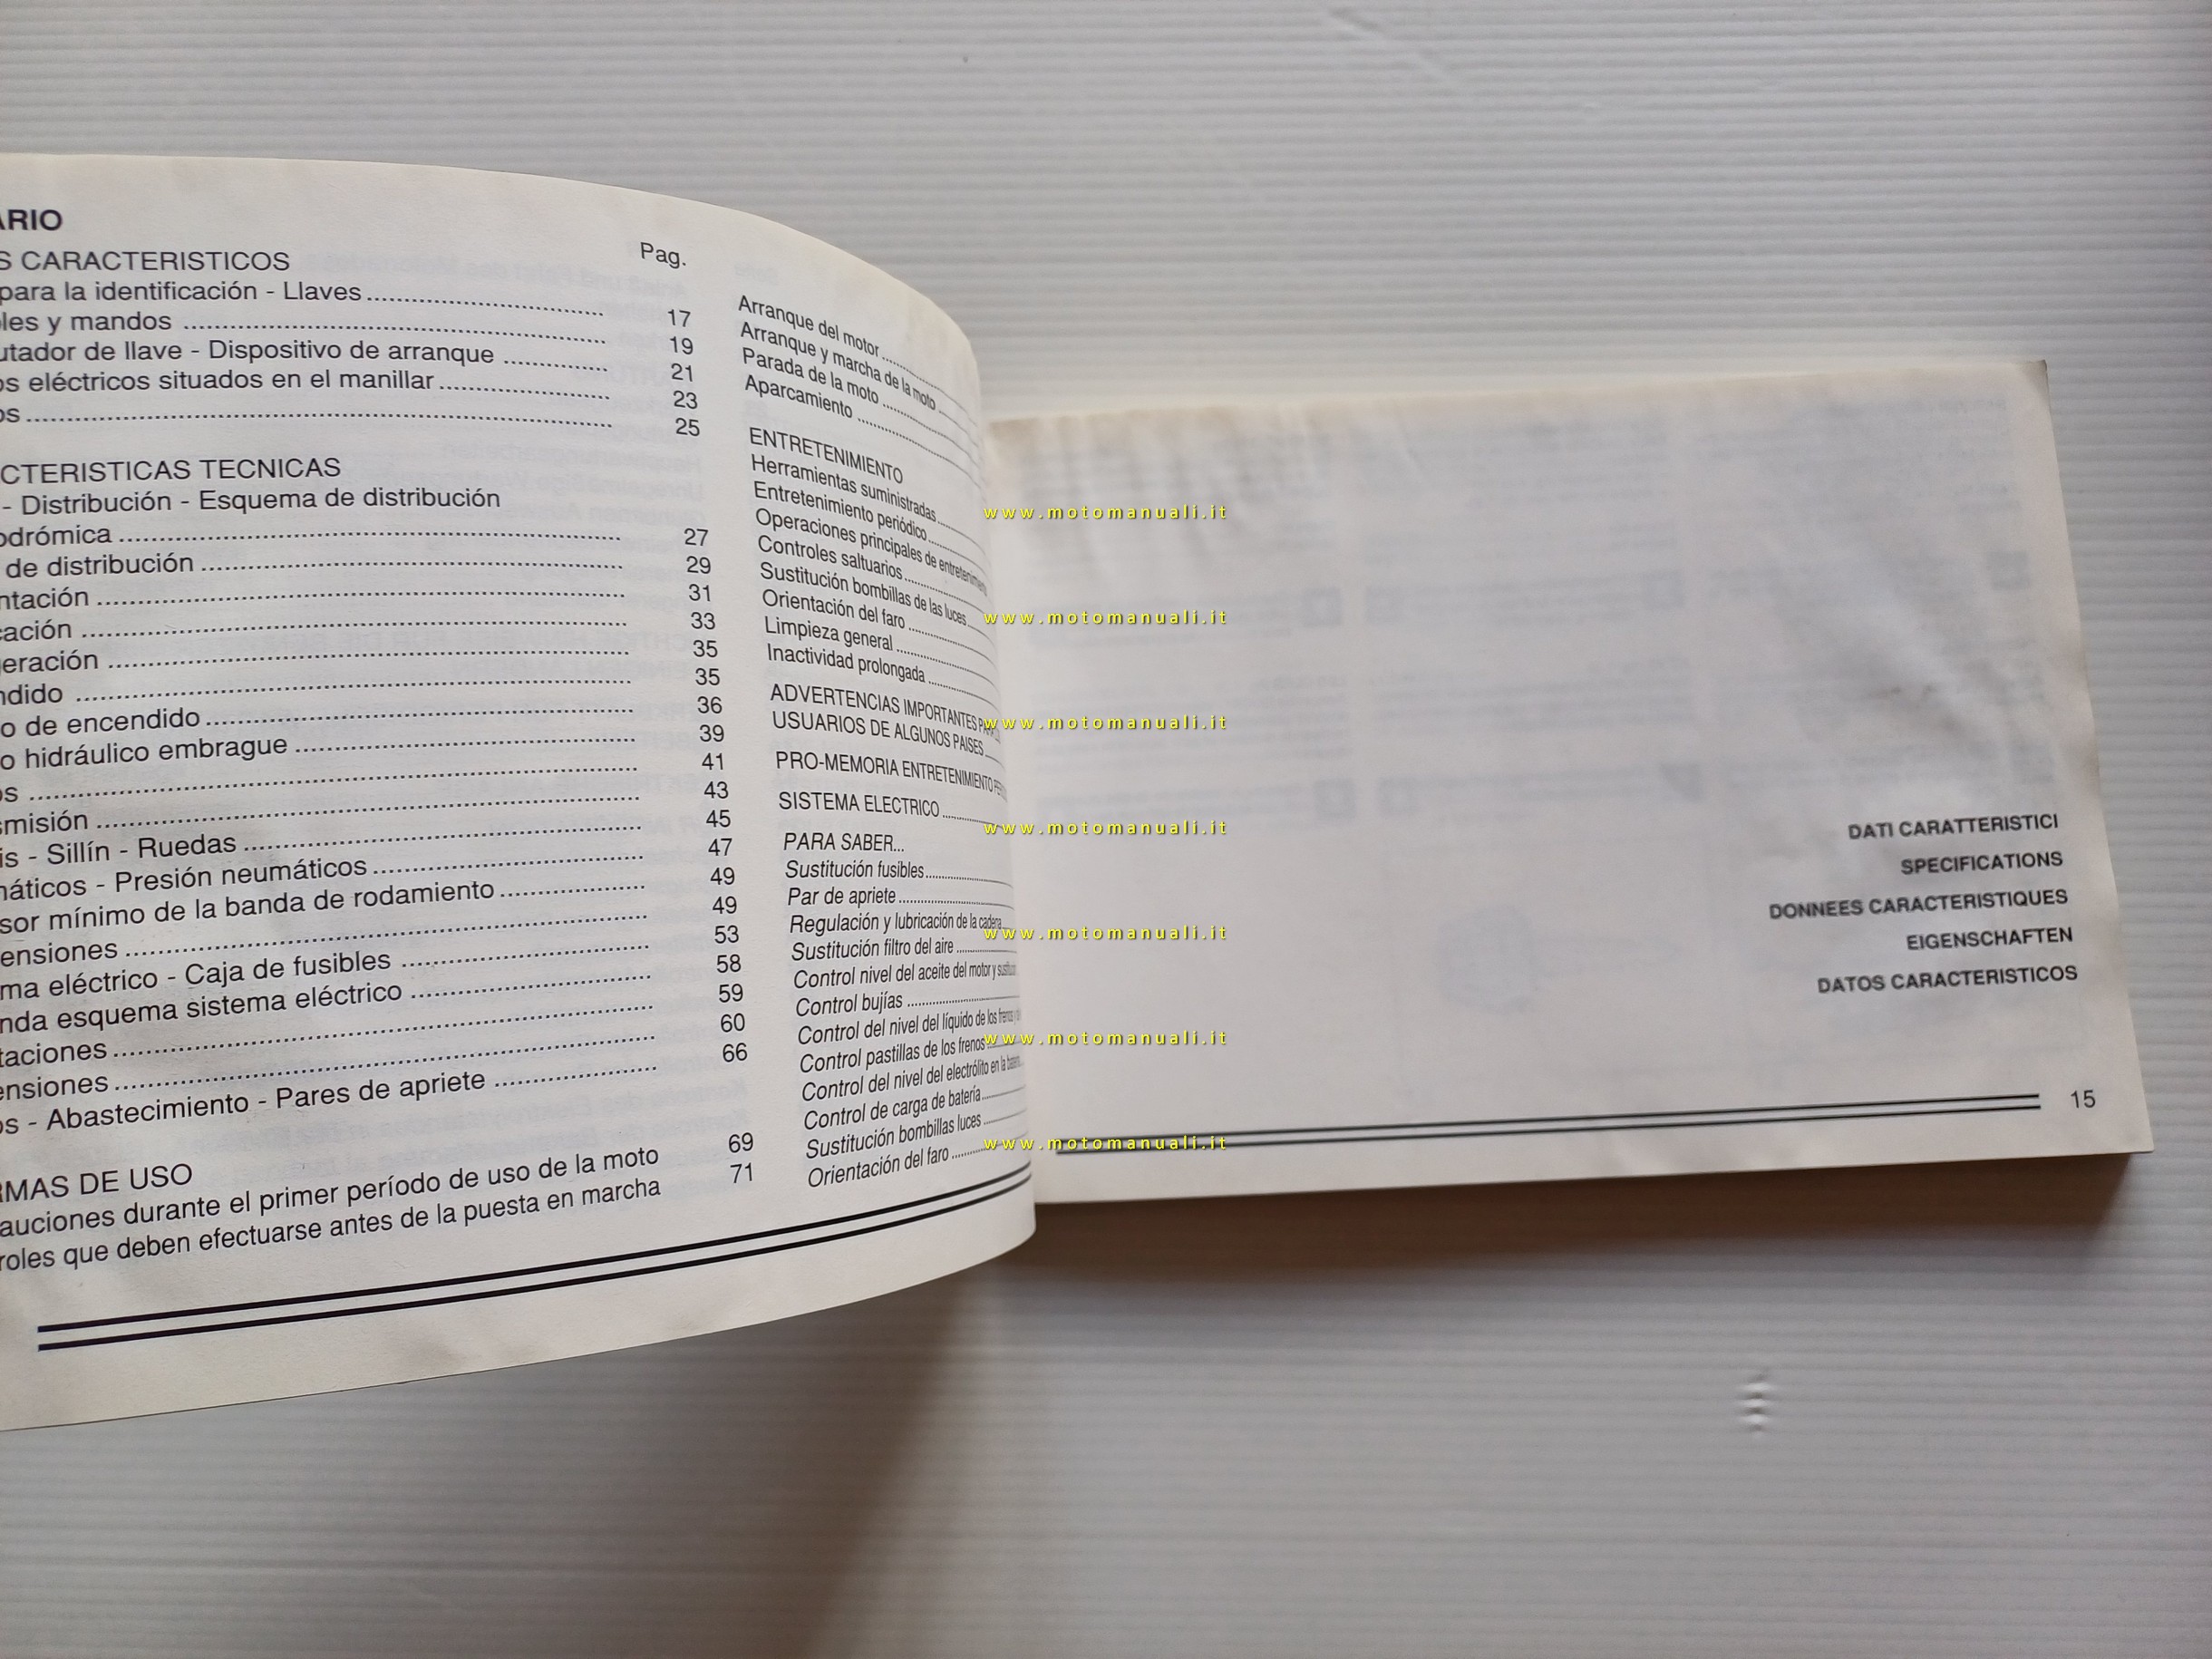 ARIO
Pag.
S CARACTERISTICOS
para la identificación - Llaves 17
les y mandos 19
utador de llave - Dispositivo de arranque 21
os eléctricos situados en el manillar 23
os 25
CTERISTICAS TECNICAS
- Distribución - Esquema de distribución
odrómica 27
de distribución 29
ntación 31
cación 33
eración 35
ndido 35
o de encendido 36
o hidráulico embrague 39
os 41
smisión 43
is - Sillín - Ruedas 45
náticos - Presión neumáticos 47
sor mínimo de la banda de rodamiento 49
ensiones 49
ma eléctrico - Caja de fusibles 53
nda esquema sistema eléctrico 58
taciones 59
ensiones 60
os - Abastecimiento - Pares de apriete 66
RMAS DE USO
auciones durante el primer período de uso de la moto 69
roles que deben efectuarse antes de la puesta en marcha 71
Arranque del motor
Arranque y marcha de la moto
Parada de la moto
Aparcamiento
ENTRETENIMIENTO
Herramientas suministradas
Entretenimiento periódico
Operaciones principales de entretenimiento
Controles saltuarios
Sustitución bombillas de las luces
Orientación del faro
Limpieza general
Inactividad prolongada
ADVERTENCIAS IMPORTANTES
USUARIOS DE ALGUNOS PAISES
PRO-MEMORIA ENTRETENIMIENTO
SISTEMA ELECTRICO
PARA SABER...
Sustitución fusibles
Par de apriete
Regulación y lubricación de la cadena
Sustitución filtro del aire
Control nivel del aceite del motor y
Control bujías
Control del nivel del líquido de los frenos
Control pastillas de los frenos
Control del nivel del electrólito en la batería
Control de carga de batería
Sustitución bombillas luces
Orientación del faro
www.motomanuali.it
www.motomanuali.it
www.motomanuali.it
www.motomanuali.it
www.motomanuali.it
www.motomanuali.it
www.motomanuali.it
DATI CARATTERISTICI
SPECIFICATIONS
DONNEES CARACTERISTIQUES
EIGENSCHAFTEN
DATOS CARACTERISTICOS
15